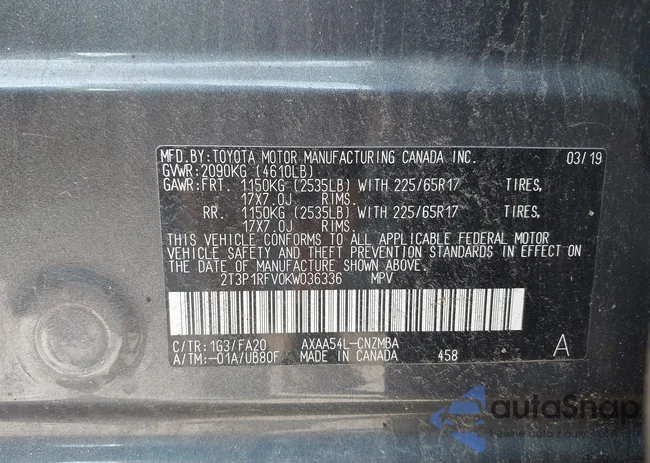 MFD.BY:TOYOTA MOTOR MANUFACTURING CANADA INC. 03/19
GVWR:2090KG (4610LB)
GAWR:FRT. 1150KG (2535LB) WITH 225/65R17 TIRES,
17X7.0J RIMS.
RR. 1150KG (2535LB) WITH 225/65R17 TIRES,
17X7.0J RIMS.
THIS VEHICLE CONFORMS TO ALL APPLICABLE FEDERAL MOTOR
VEHICLE SAFETY AND THEFT PREVENTION STANDARDS IN EFFECT ON
THE DATE OF MANUFACTURE SHOWN ABOVE.
2T3P1RFV0KW036336 MPV
C/TR:1G3/FA20 AXAA54L-CNZMBA
A/TM:-01A/UB80F MADE IN CANADA 458 A
autoSnap
Pewne auto z aukcji